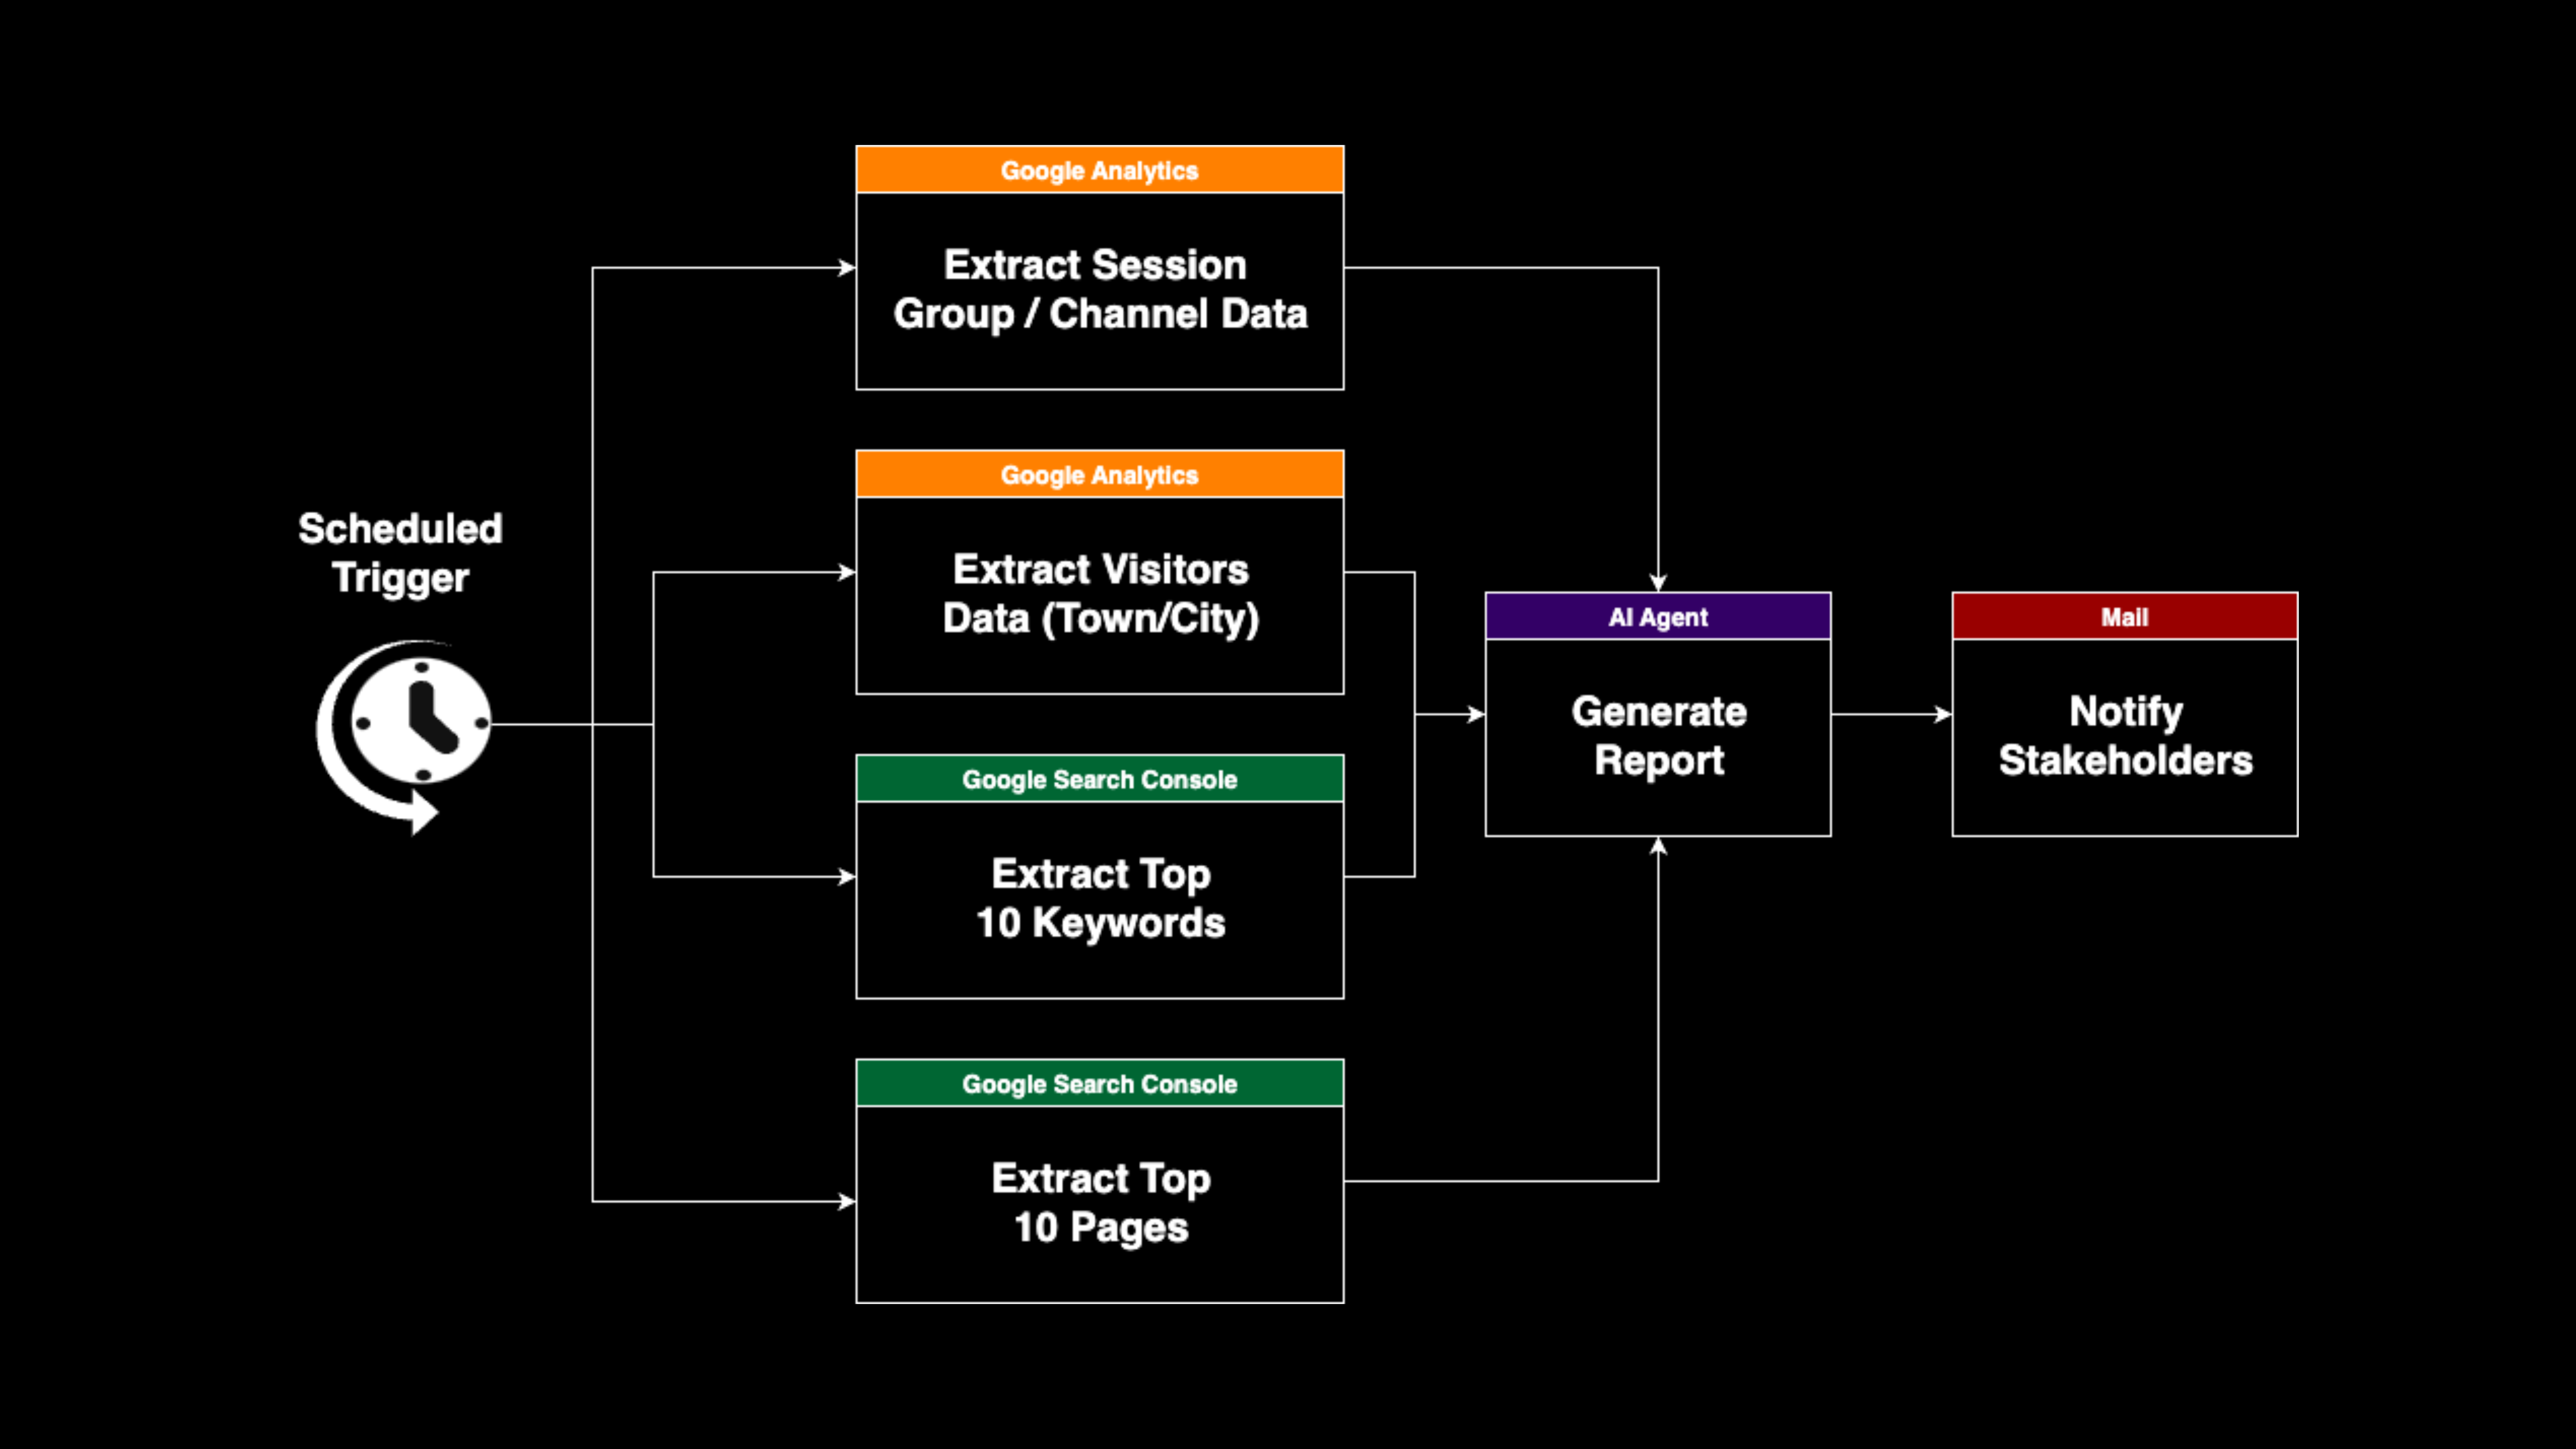 Scheduled
Trigger
Google Analytics
Extract Session
Group / Channel Data
Google Analytics
Extract Visitors
Data (Town/City)
Google Search Console
Extract Top
10 Keywords
Google Search Console
Extract Top
10 Pages
AI Agent
Generate
Report
Mail
Notify
Stakeholders